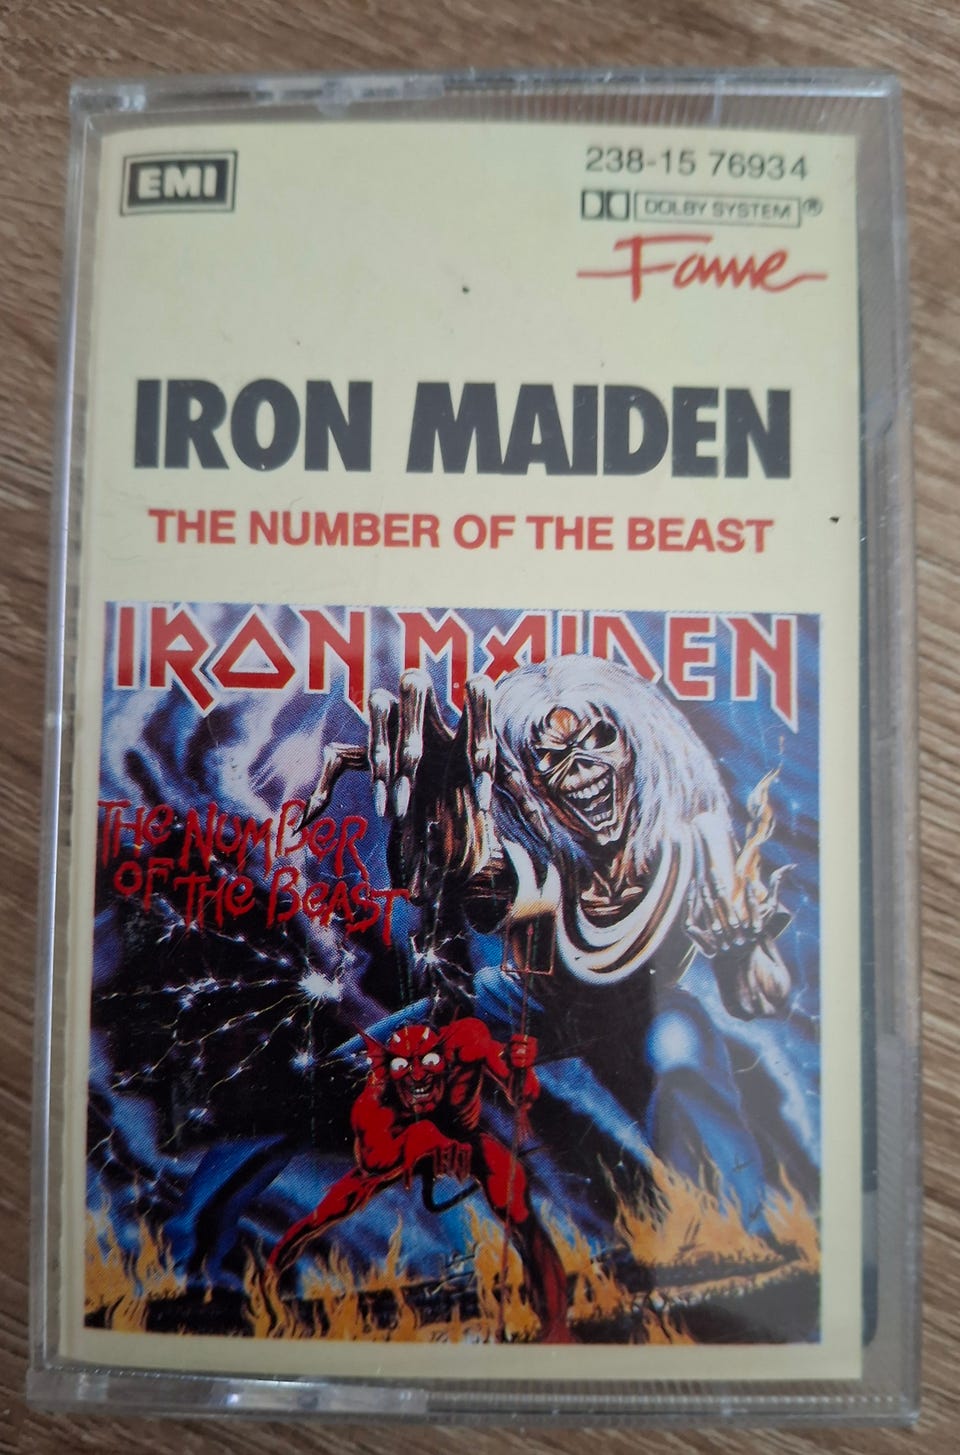 EMI
238-15 76934
DOLBY SYSTEM®
Fame
IRON MAIDEN
THE NUMBER OF THE BEAST
IRON MAIDEN
THE NUMBER
OF THE BEAST